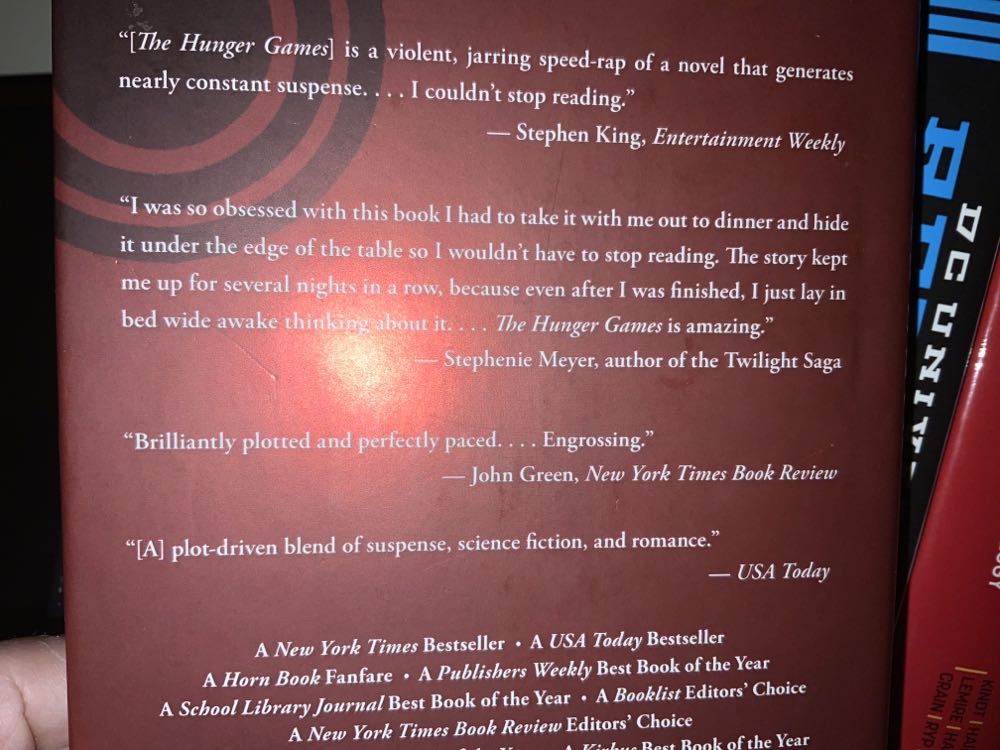 “[The Hunger Games] is a violent, jarring speed-rap of a novel that generates
nearly constant suspense. . . . I couldn’t stop reading.”
— Stephen King, Entertainment Weekly
“I was so obsessed with this book I had to take it with me out to dinner and hide
it under the edge of the table so I wouldn’t have to stop reading. The story kept
me up for several nights in a row, because even after I was finished, I just lay in
bed wide awake thinking about it. . . . The Hunger Games is amazing.”
— Stephenie Meyer, author of the Twilight Saga
“Brilliantly plotted and perfectly paced. . . . Engrossing.”
— John Green, New York Times Book Review
“[A] plot-driven blend of suspense, science fiction, and romance.”
— USA Today
A New York Times Bestseller • A USA Today Bestseller
A Horn Book Fanfare • A Publishers Weekly Best Book of the Year
A School Library Journal Best Book of the Year • A Booklist Editors’ Choice
A New York Times Book Review Editors’ Choice
A Kirkus Best Book of the Year
DC UNIV
KINDT | HA
LEMIRE | H
CRAIN | RYP